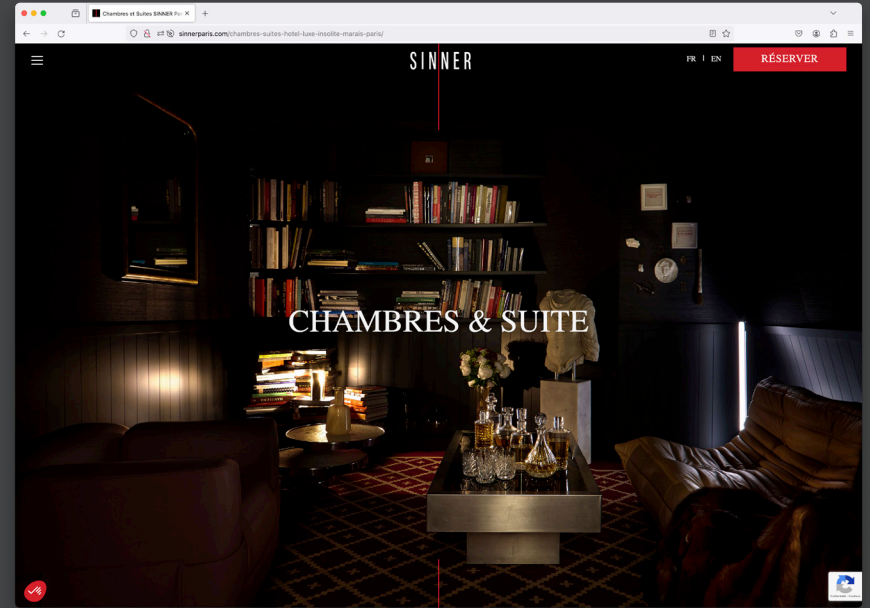 Chambres et Suites SINNER Par
sinnerparis.com/chambres-suites-hotel-luxe-insolite-marais-paris/
SINNER
FR | EN
RÉSERVER
CHAMBRES & SUITE